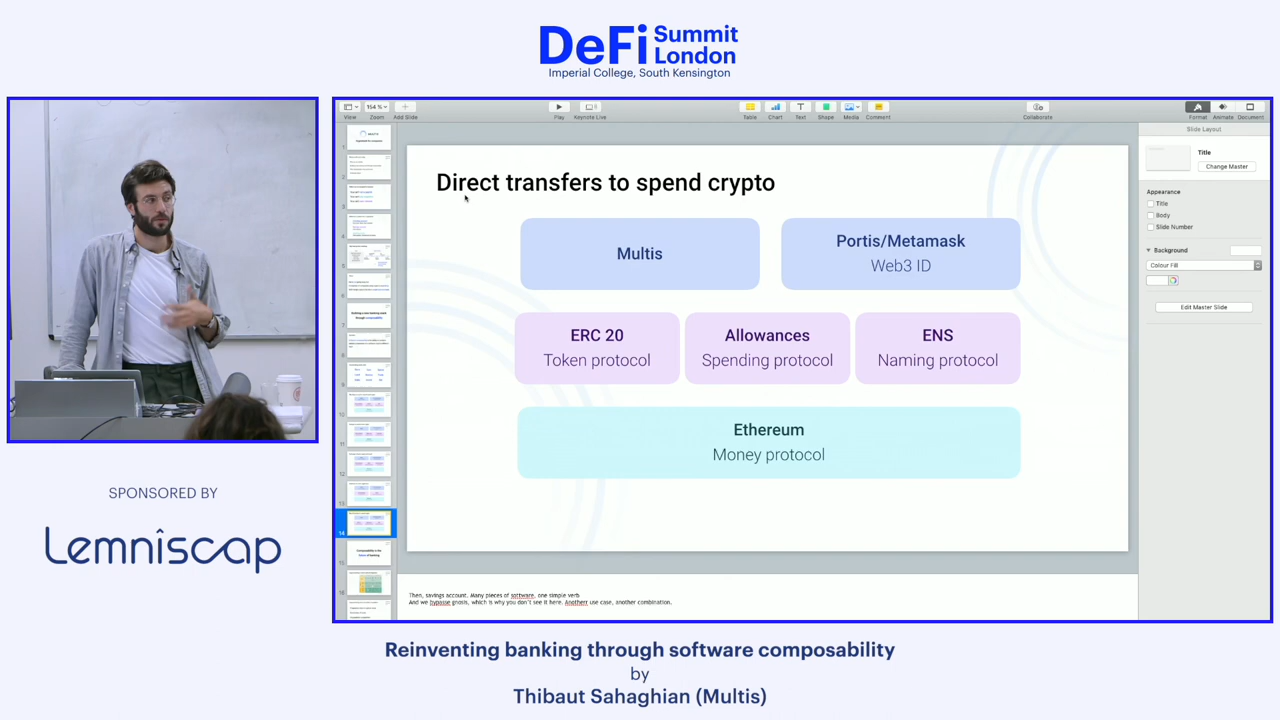 DeFi Summit
London
Imperial College, South Kensington
View
Zoom
154 %
Add Slide
Play
Keynote Live
Table
Chart
Text
Shape
Media
Comment
Collaborate
Format
Animate
Document
Slide Layout
Title
Change Master
Appearance
Title
Body
Slide Number
Background
Colour Fill
Edit Master Slide
Direct transfers to spend crypto
Multis
Portis/Metamask
Web3 ID
ERC 20
Token protocol
Allowances
Spending protocol
ENS
Naming protocol
Ethereum
Money protocol
Then, savings account. Many pieces of software, one simple verb
And we bypasse gnosis, which is why you don't see it here. Anotherr use case, another combination.
SPONSORED BY
Lemniscap
Reinventing banking through software composability
by
Thibaut Sahaghian (Multis)